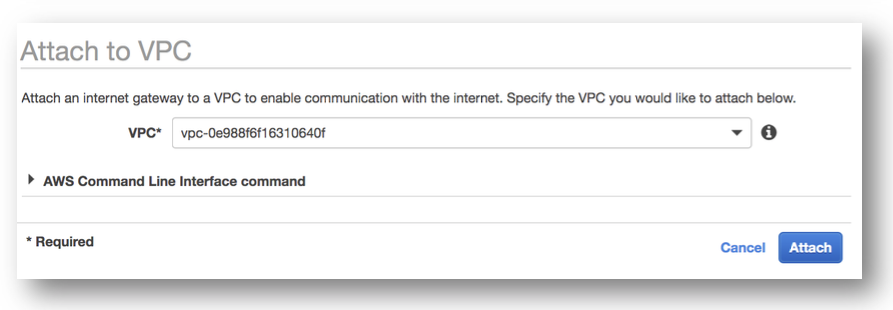 Attach to VPC
Attach an internet gateway to a VPC to enable communication with the internet. Specify the VPC you would like to attach below.
VPC* vpc-0e988f6f16310640f
AWS Command Line Interface command
* Required
Cancel Attach